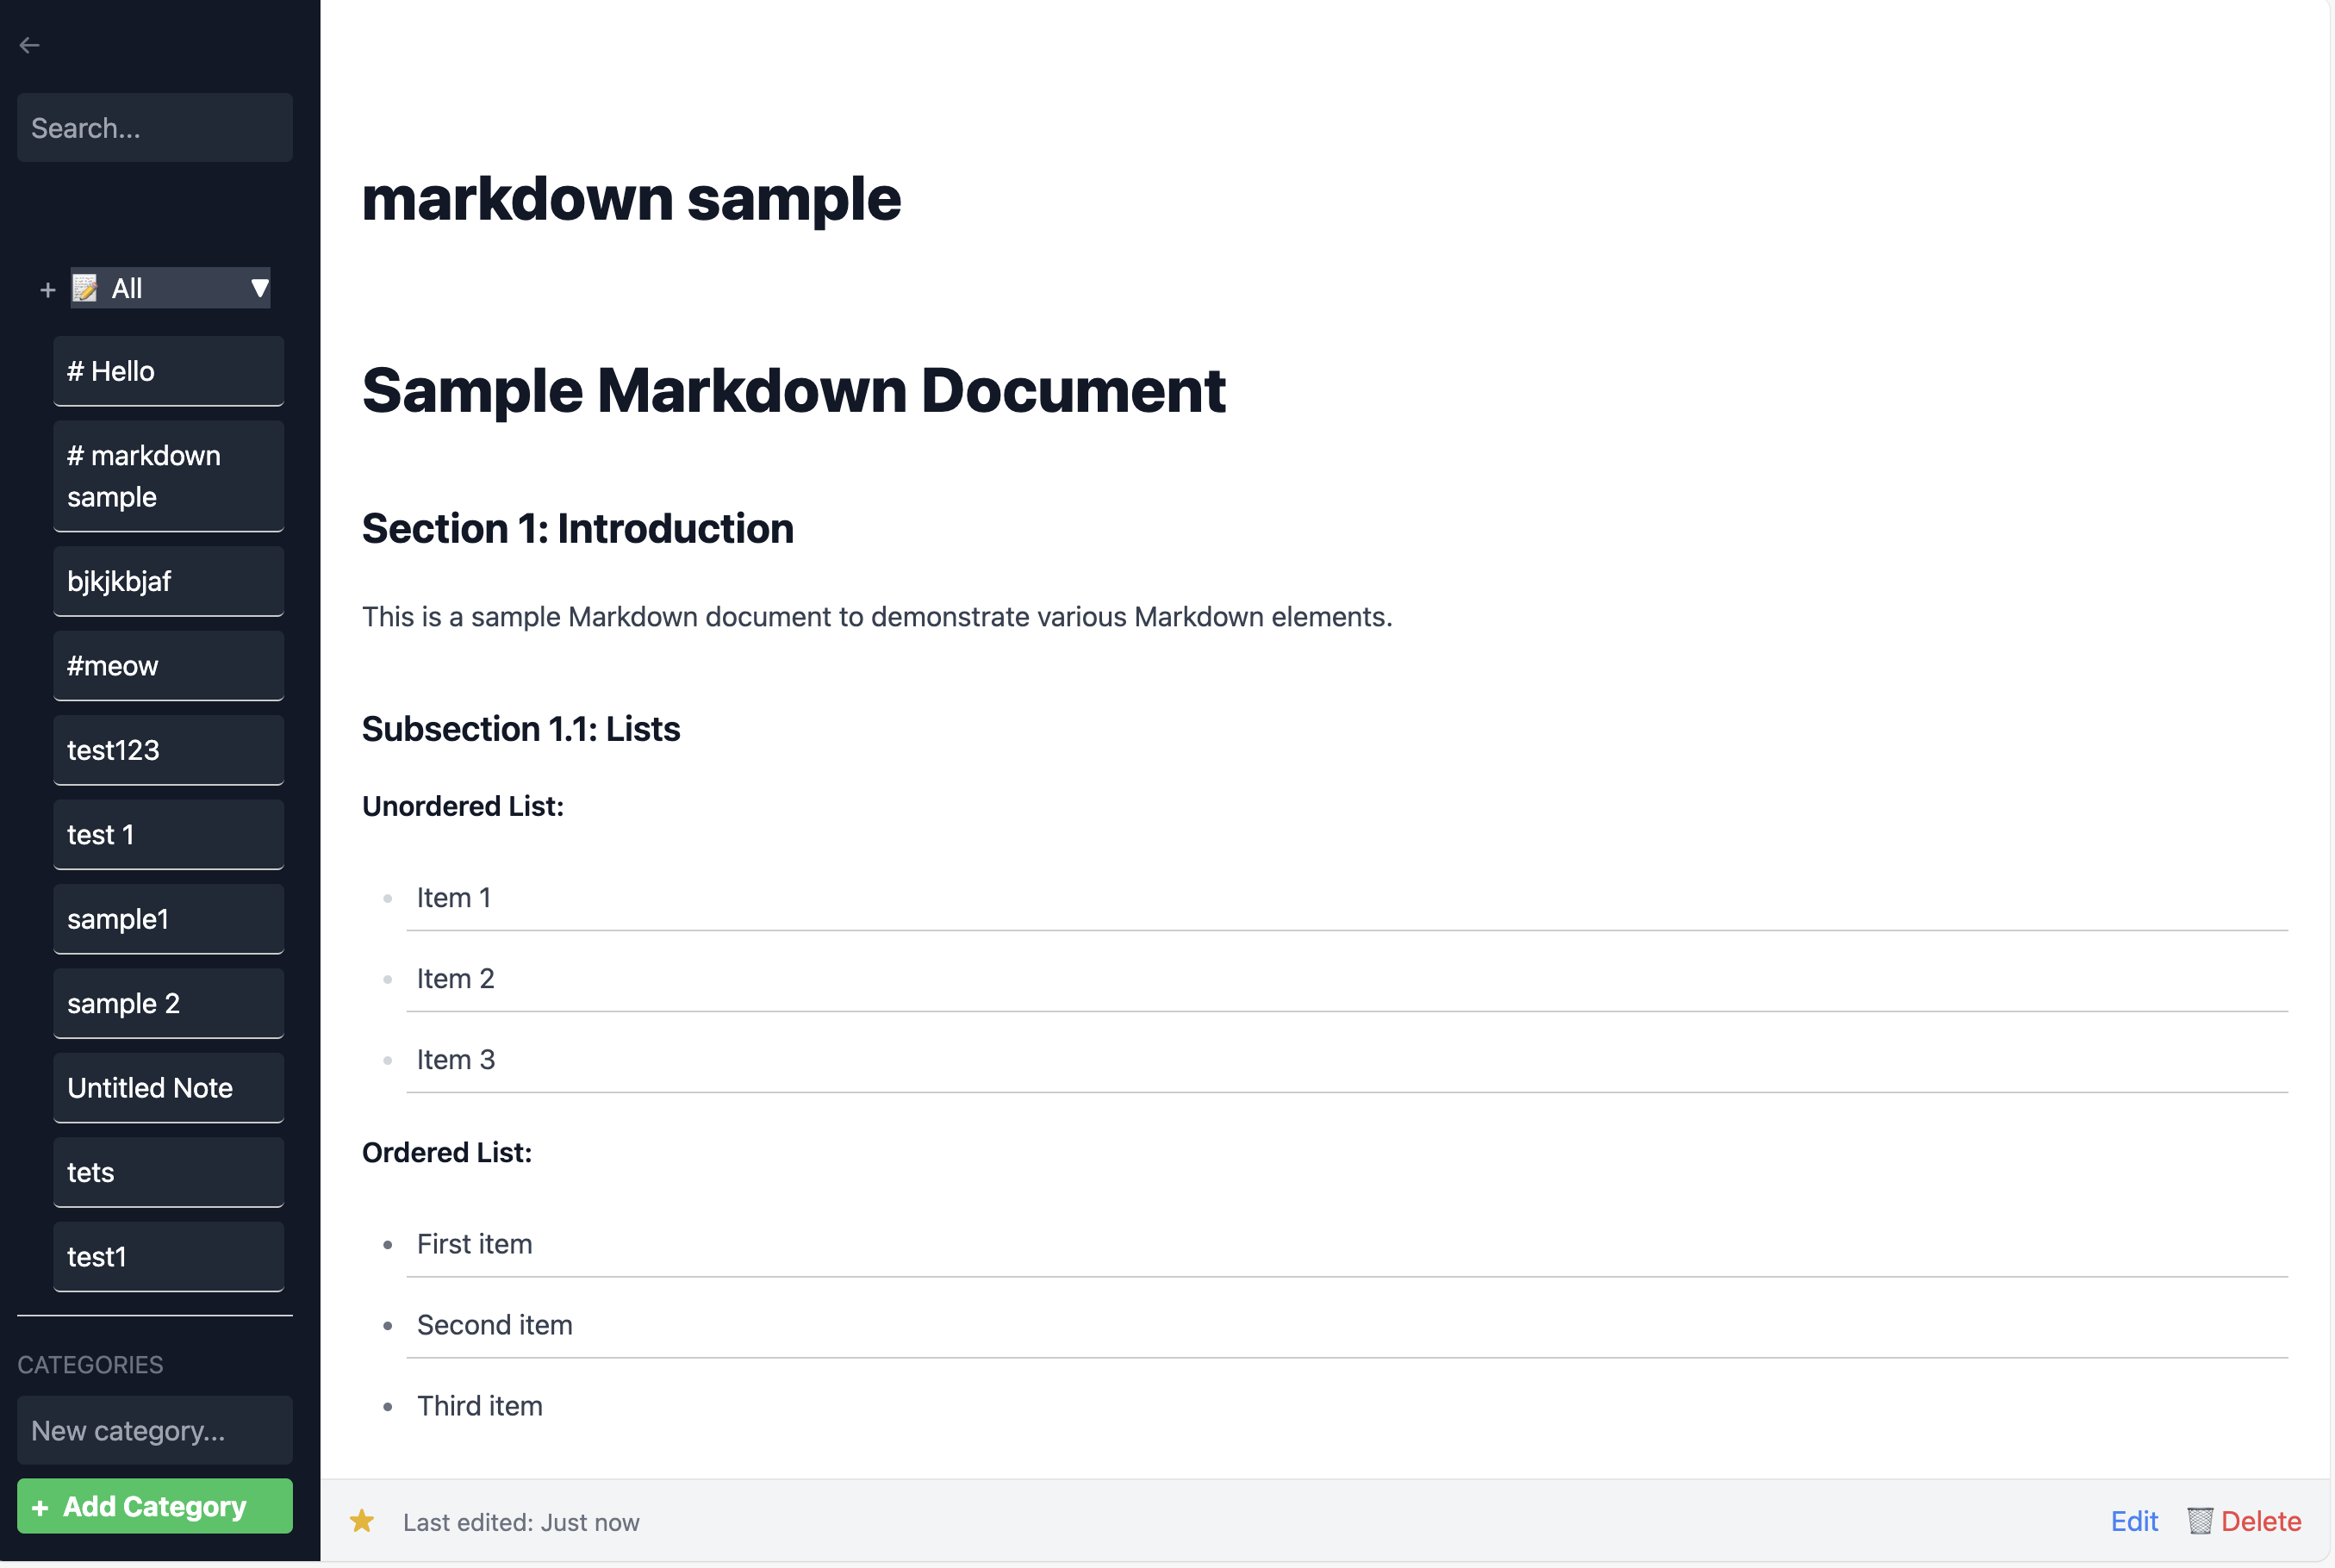 Search...
+ All ▼
# Hello
# markdown
sample
bjkjkbjaf
#meow
test123
test 1
sample1
sample 2
Untitled Note
tets
test1
CATEGORIES
New category...
+ Add Category
markdown sample
Sample Markdown Document
Section 1: Introduction
This is a sample Markdown document to demonstrate various Markdown elements.
Subsection 1.1: Lists
Unordered List:
• Item 1
• Item 2
• Item 3
Ordered List:
• First item
• Second item
• Third item
Last edited: Just now
Edit Delete